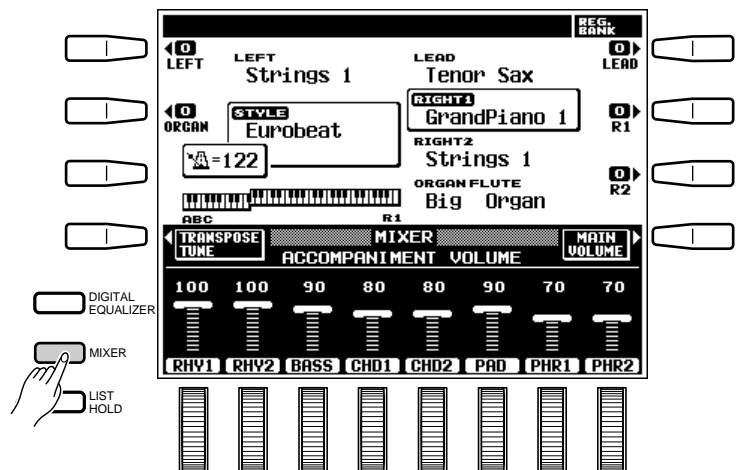 REG.
BANK
0
LEFT
LEFT
Strings 1
LEAD
Tenor Sax
0
LEAD
0
ORGAN
STYLE
Eurobeat
RIGHT1
GrandPiano 1
0
R1
=122
RIGHT2
Strings 1
0
R2
ORGAN FLUTE
Big Organ
ABC
R1
TRANSPOSE
TUNE
MIXER
MAIN
VOLUME
ACCOMPANIMENT VOLUME
100 100 90 80 80 90 70 70
DIGITAL
EQUALIZER
MIXER
RHY1 RHY2 BASS CHD1 CHD2 PAD PHR1 PHR2
LIST
HOLD